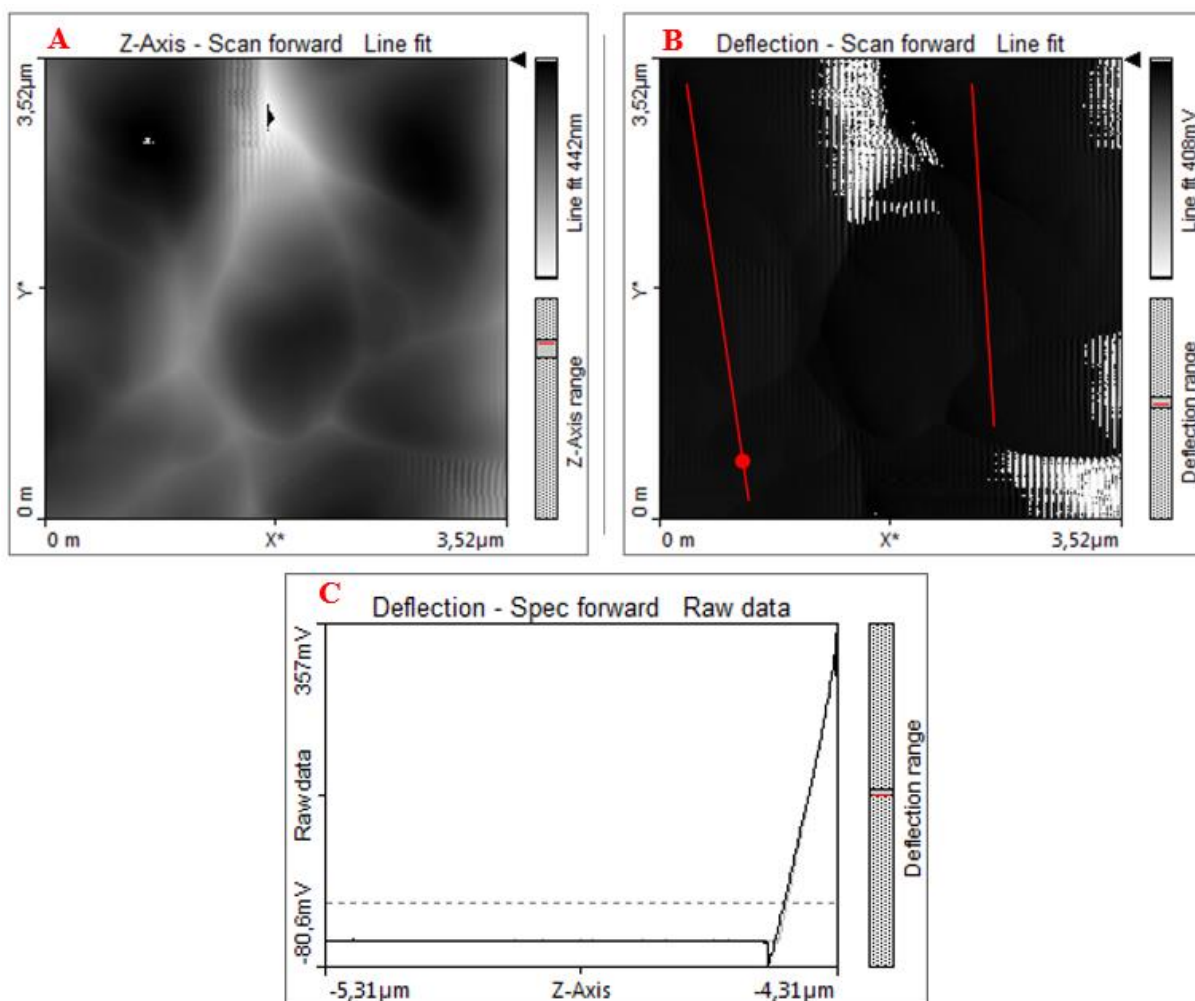 A
Z-Axis - Scan forward Line fit
3,52µm
Y*
0 m
0 m
X*
3,52µm
Line fit 442nm
Z-Axis range
B
Deflection - Scan forward Line fit
3,52µm
Y*
0 m
0 m
X*
3,52µm
Line fit 408mV
Deflection range
C
Deflection - Spec forward Raw data
357mV
Raw data
-80,6mV
-5,31µm
Z-Axis
-4,31µm
Deflection range